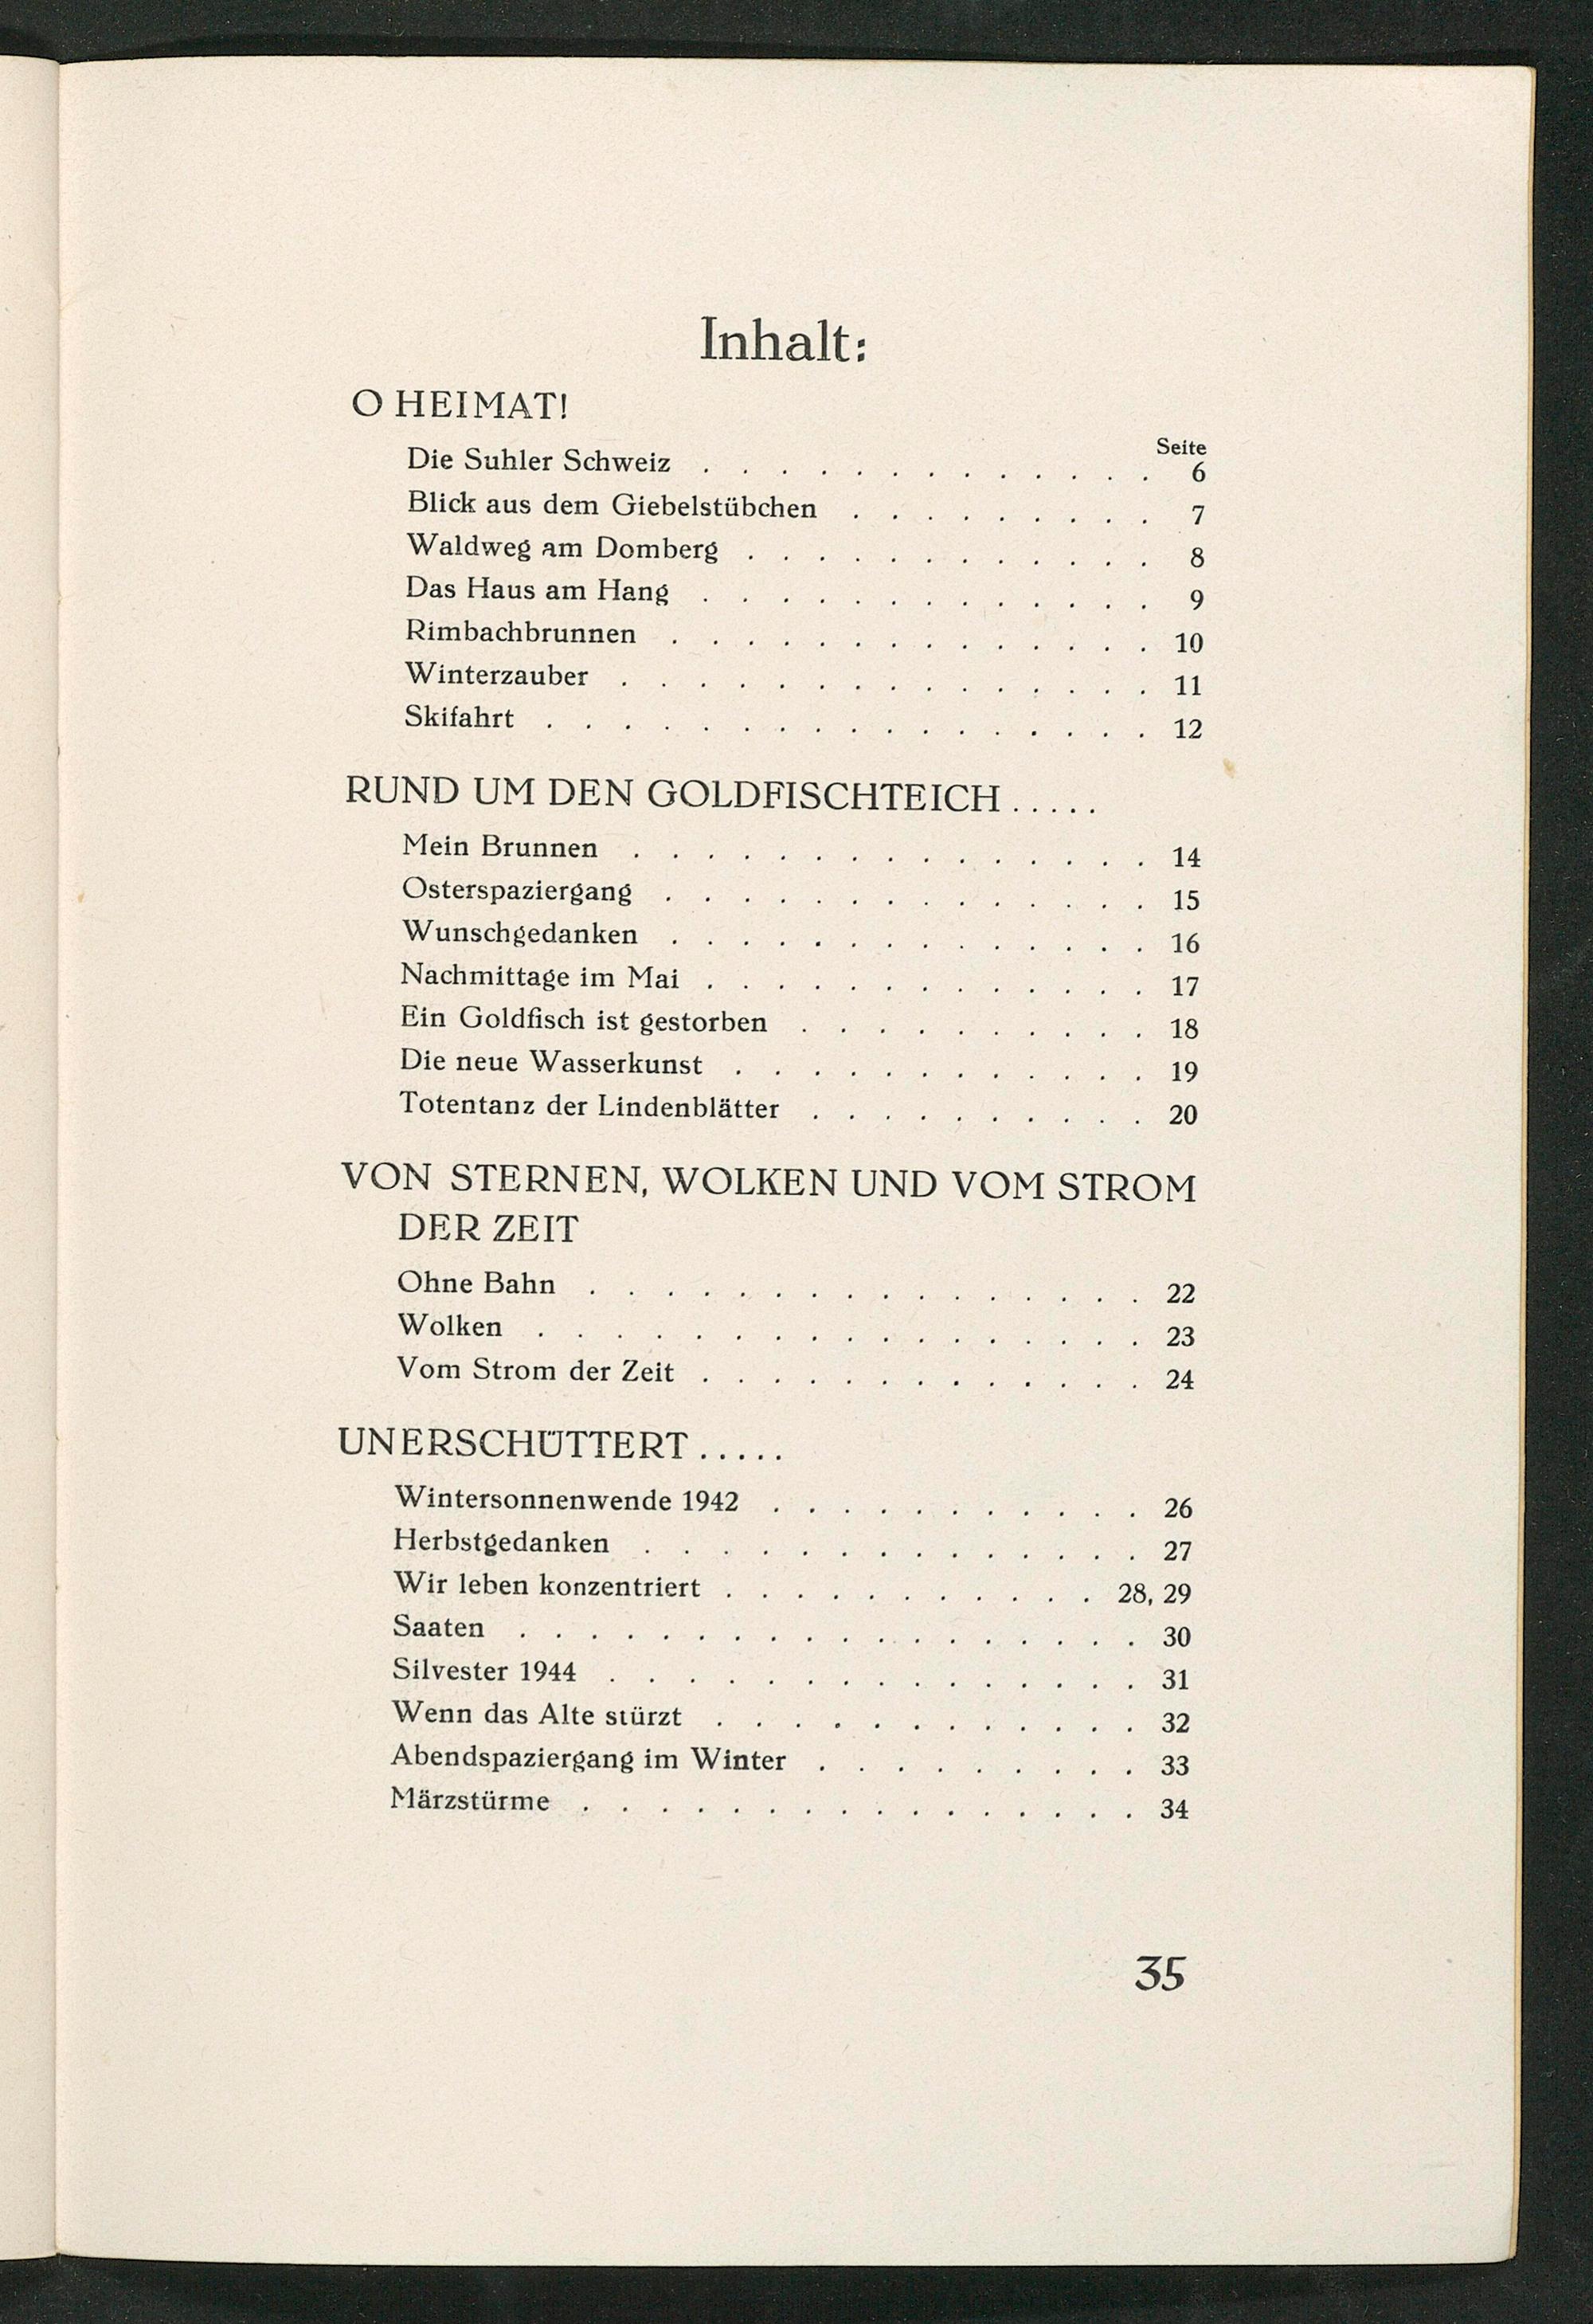 Inhalt:
O HEIMAT!
Seite
Die Suhler Schweiz . . . . . . . . . . . . . 6
Blick aus dem Giebelstübchen . . . . . . . . . 7
Waldweg am Domberg . . . . . . . . . . . . 8
Das Haus am Hang . . . . . . . . . . . . . 9
Rimbachbrunnen . . . . . . . . . . . . . . 10
Winterzauber . . . . . . . . . . . . . . . 11
Skifahrt . . . . . . . . . . . . . . . . . 12
RUND UM DEN GOLDFISCHTEICH . . . . .
Mein Brunnen . . . . . . . . . . . . . . . 14
Osterspaziergang . . . . . . . . . . . . . . 15
Wunschgedanken . . . . . . . . . . . . . . 16
Nachmittage im Mai . . . . . . . . . . . . . 17
Ein Goldfisch ist gestorben . . . . . . . . . . 18
Die neue Wasserkunst . . . . . . . . . . . . 19
Totentanz der Lindenblätter . . . . . . . . . . 20
VON STERNEN, WOLKEN UND VOM STROM
DER ZEIT
Ohne Bahn . . . . . . . . . . . . . . . . 22
Wolken . . . . . . . . . . . . . . . . . 23
Vom Strom der Zeit . . . . . . . . . . . . . 24
UNERSCHÜTTERT . . . . .
Wintersonnenwende 1942 . . . . . . . . . . . 26
Herbstgedanken . . . . . . . . . . . . . . 27
Wir leben konzentriert . . . . . . . . . . . 28, 29
Saaten . . . . . . . . . . . . . . . . . . 30
Silvester 1944 . . . . . . . . . . . . . . . 31
Wenn das Alte stürzt . . . . . . . . . . . . 32
Abendspaziergang im Winter . . . . . . . . . 33
Märzstürme . . . . . . . . . . . . . . . . 34
35